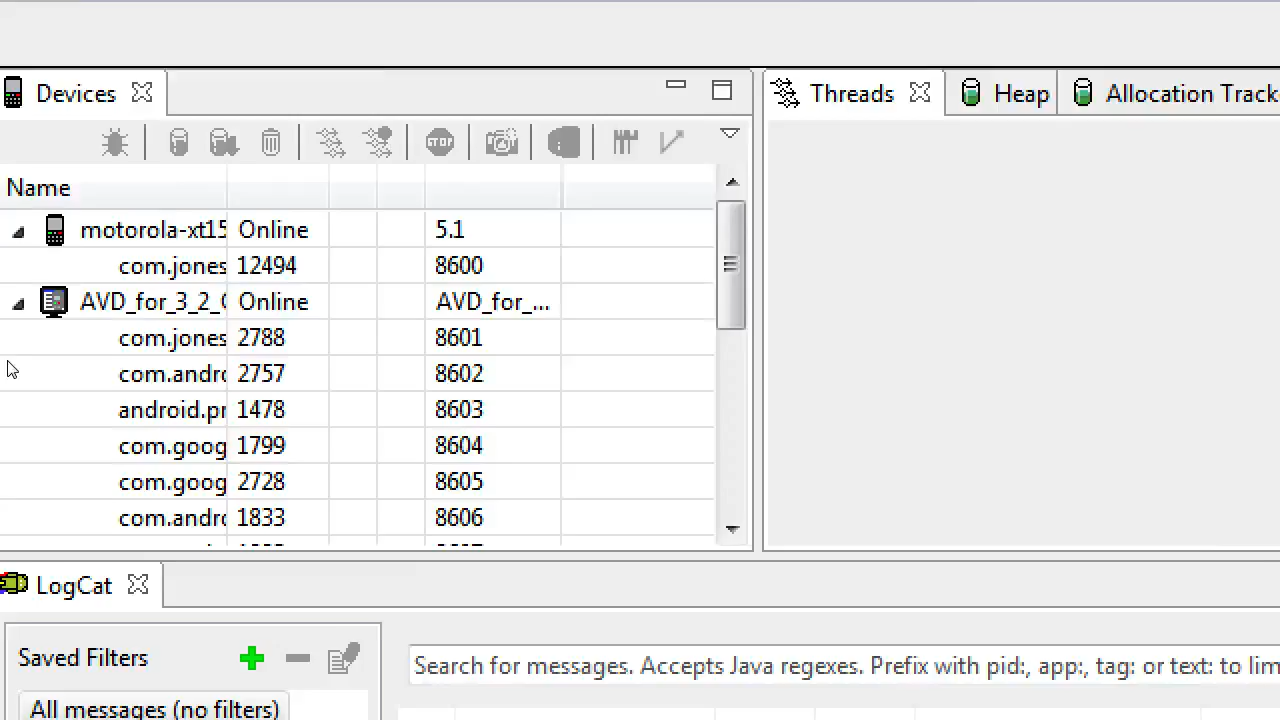 Devices
Threads
Heap
Allocation Track
STOP
Name
motorola-xt15 Online 5.1
com.jones 12494 8600
AVD_for_3_2_ Online AVD_for_...
com.jones 2788 8601
com.andro 2757 8602
android.pr 1478 8603
com.goog 1799 8604
com.goog 2728 8605
com.andro 1833 8606
LogCat
Saved Filters
Search for messages. Accepts Java regexes. Prefix with pid:, app:, tag: or text: to lim
All messages (no filters)